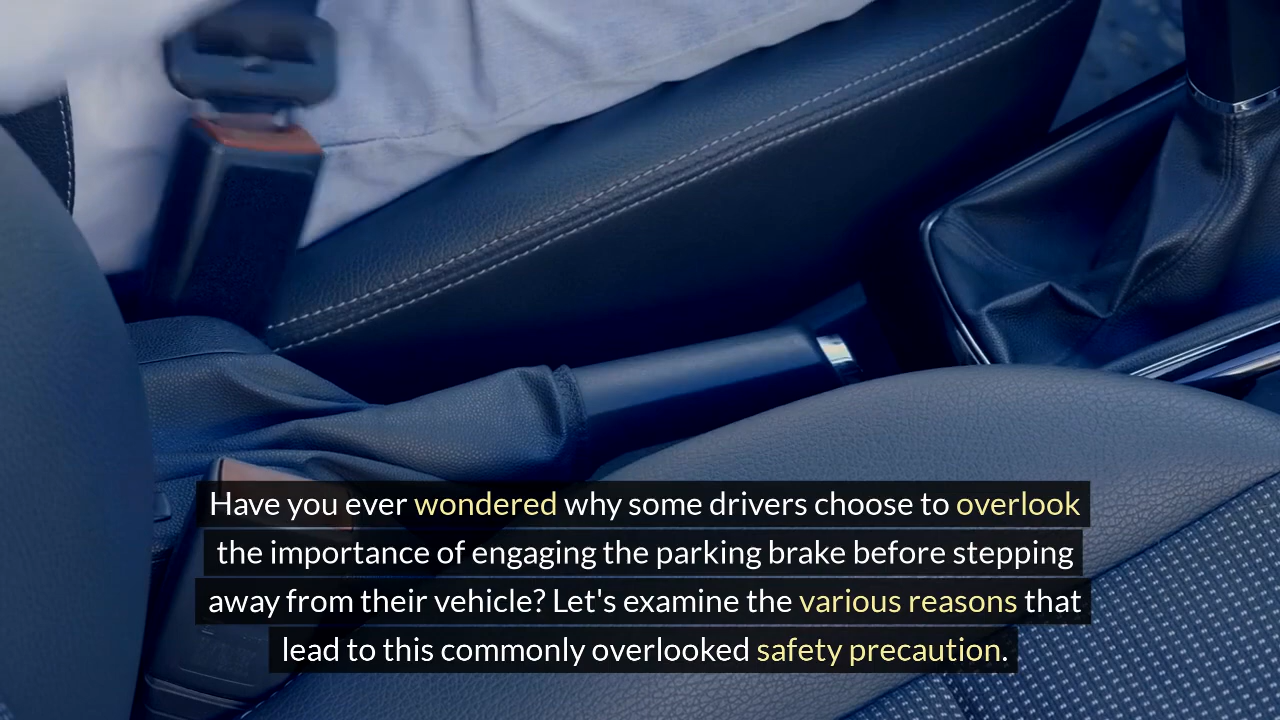 Have you ever wondered why some drivers choose to overlook
the importance of engaging the parking brake before stepping
away from their vehicle? Let's examine the various reasons that
lead to this commonly overlooked safety precaution.